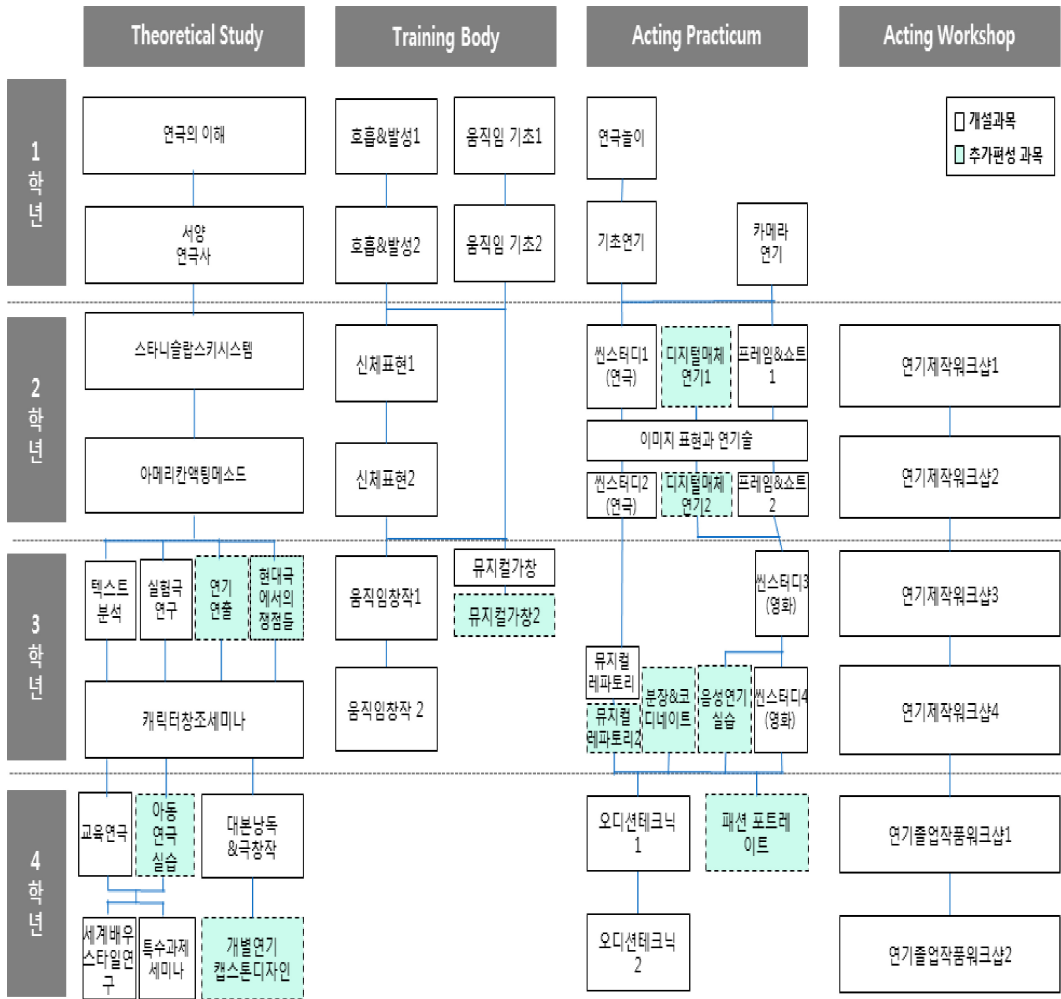 Theoretical Study
Training Body
Acting Practicum
Acting Workshop
1
학
년
연극의 이해
호흡&발성1
움직임 기초1
연극놀이
개설과목
추가편성 과목
서양
연극사
호흡&발성2
움직임 기초2
기초연기
카메라
연기
2
학
년
스타니슬랍스키시스템
신체표현1
씬스터디1
(연극)
디지털매체
연기1
프레임&쇼트
1
연기제작워크샵1
이미지 표현과 연기술
아메리칸액팅메소드
신체표현2
씬스터디2
(연극)
디지털매체
연기2
프레임&쇼트
2
연기제작워크샵2
3
학
년
텍스트
분석
실험극
연구
연기
연출
현대극
에서의
쟁점들
움직임창작1
뮤지컬가창
뮤지컬가창2
씬스터디3
(영화)
연기제작워크샵3
캐릭터창조세미나
움직임창작 2
뮤지컬
레파토리
뮤지컬
레파토리2
분장&코
디네이트
음성연기
실습
씬스터디4
(영화)
연기제작워크샵4
4
학
년
교육연극
아동
연극
실습
대본낭독
&극창작
오디션테크닉
1
패션 포트레
이트
연기졸업작품워크샵1
세계배우
스타일연
구
특수과제
세미나
개별연기
캡스톤디자인
오디션테크닉
2
연기졸업작품워크샵2